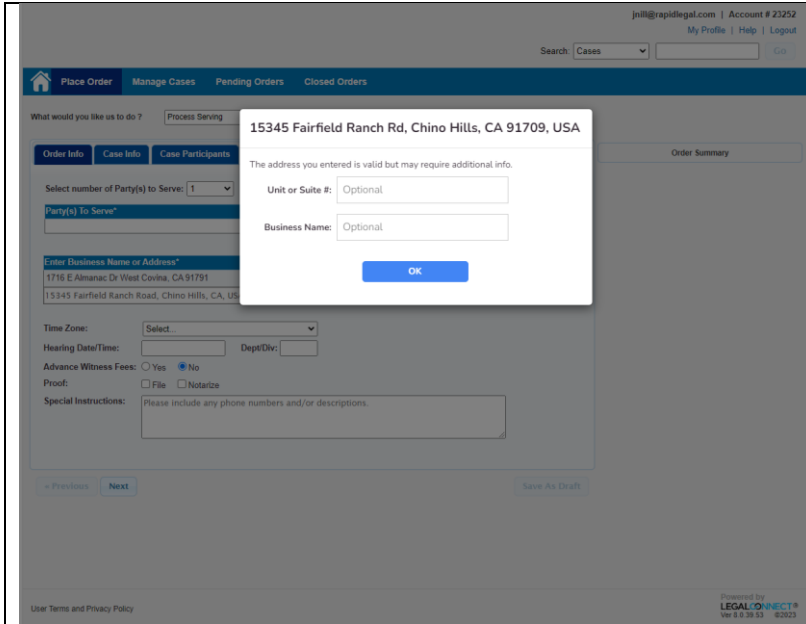 jnill@rapidlegal.com | Account # 23252
My Profile | Help | Logout
Search: Cases Go
Place Order Manage Cases Pending Orders Closed Orders
What would you like us to do ? Process Serving
15345 Fairfield Ranch Rd, Chino Hills, CA 91709, USA
The address you entered is valid but may require additional info.
Unit or Suite #: Optional
Business Name: Optional
OK
Order Info Case Info Case Participants
Order Summary
Select number of Party(s) to Serve: 1
Party(s) To Serve*
Enter Business Name or Address*
1716 E Almanac Dr West Covina, CA 91791
15345 Fairfield Ranch Road, Chino Hills, CA, US
Time Zone: Select...
Hearing Date/Time: Dept/Div:
Advance Witness Fees: Yes No
Proof: File Notarize
Special Instructions: Please include any phone numbers and/or descriptions.
« Previous Next Save As Draft
User Terms and Privacy Policy
Powered by
LEGALCONNECT®
Ver 8.0.39.53 ©2023